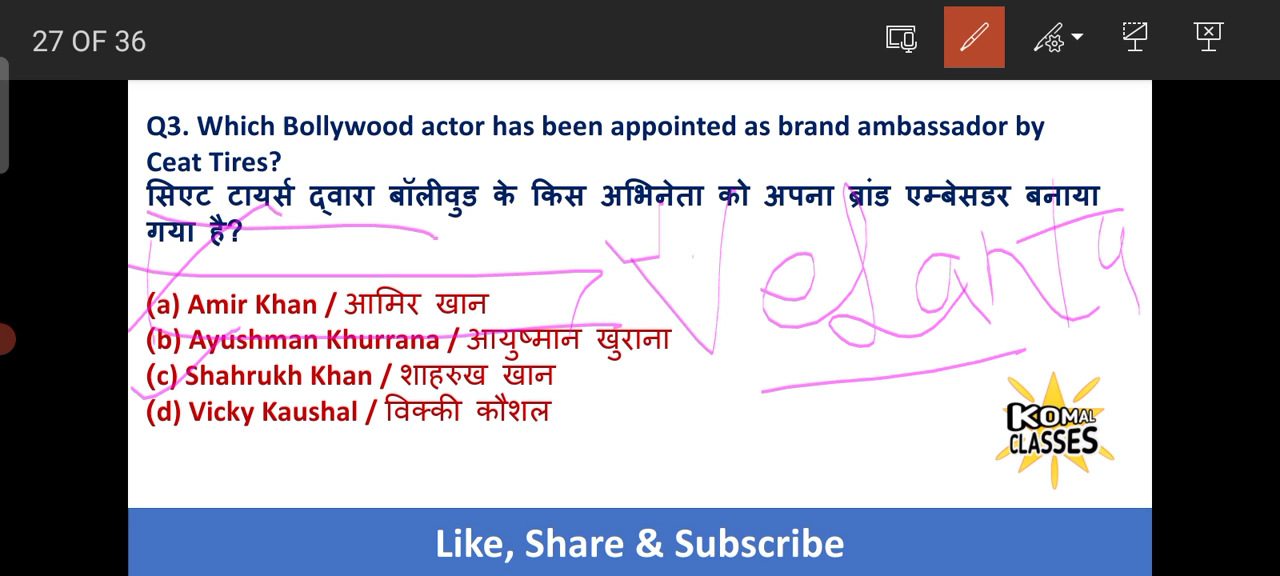 27 OF 36
Q3. Which Bollywood actor has been appointed as brand ambassador by
Ceat Tires?
सिएट टायर्स द्वारा बॉलीवुड के किस अभिनेता को अपना ब्रांड एम्बेसडर बनाया
गया है?
(a) Amir Khan / आमिर खान
(b) Ayushman Khurrana / आयुष्मान खुराना
(c) Shahrukh Khan / शाहरुख खान
(d) Vicky Kaushal / विक्की कौशल
KOMAL
CLASSES
Like, Share & Subscribe